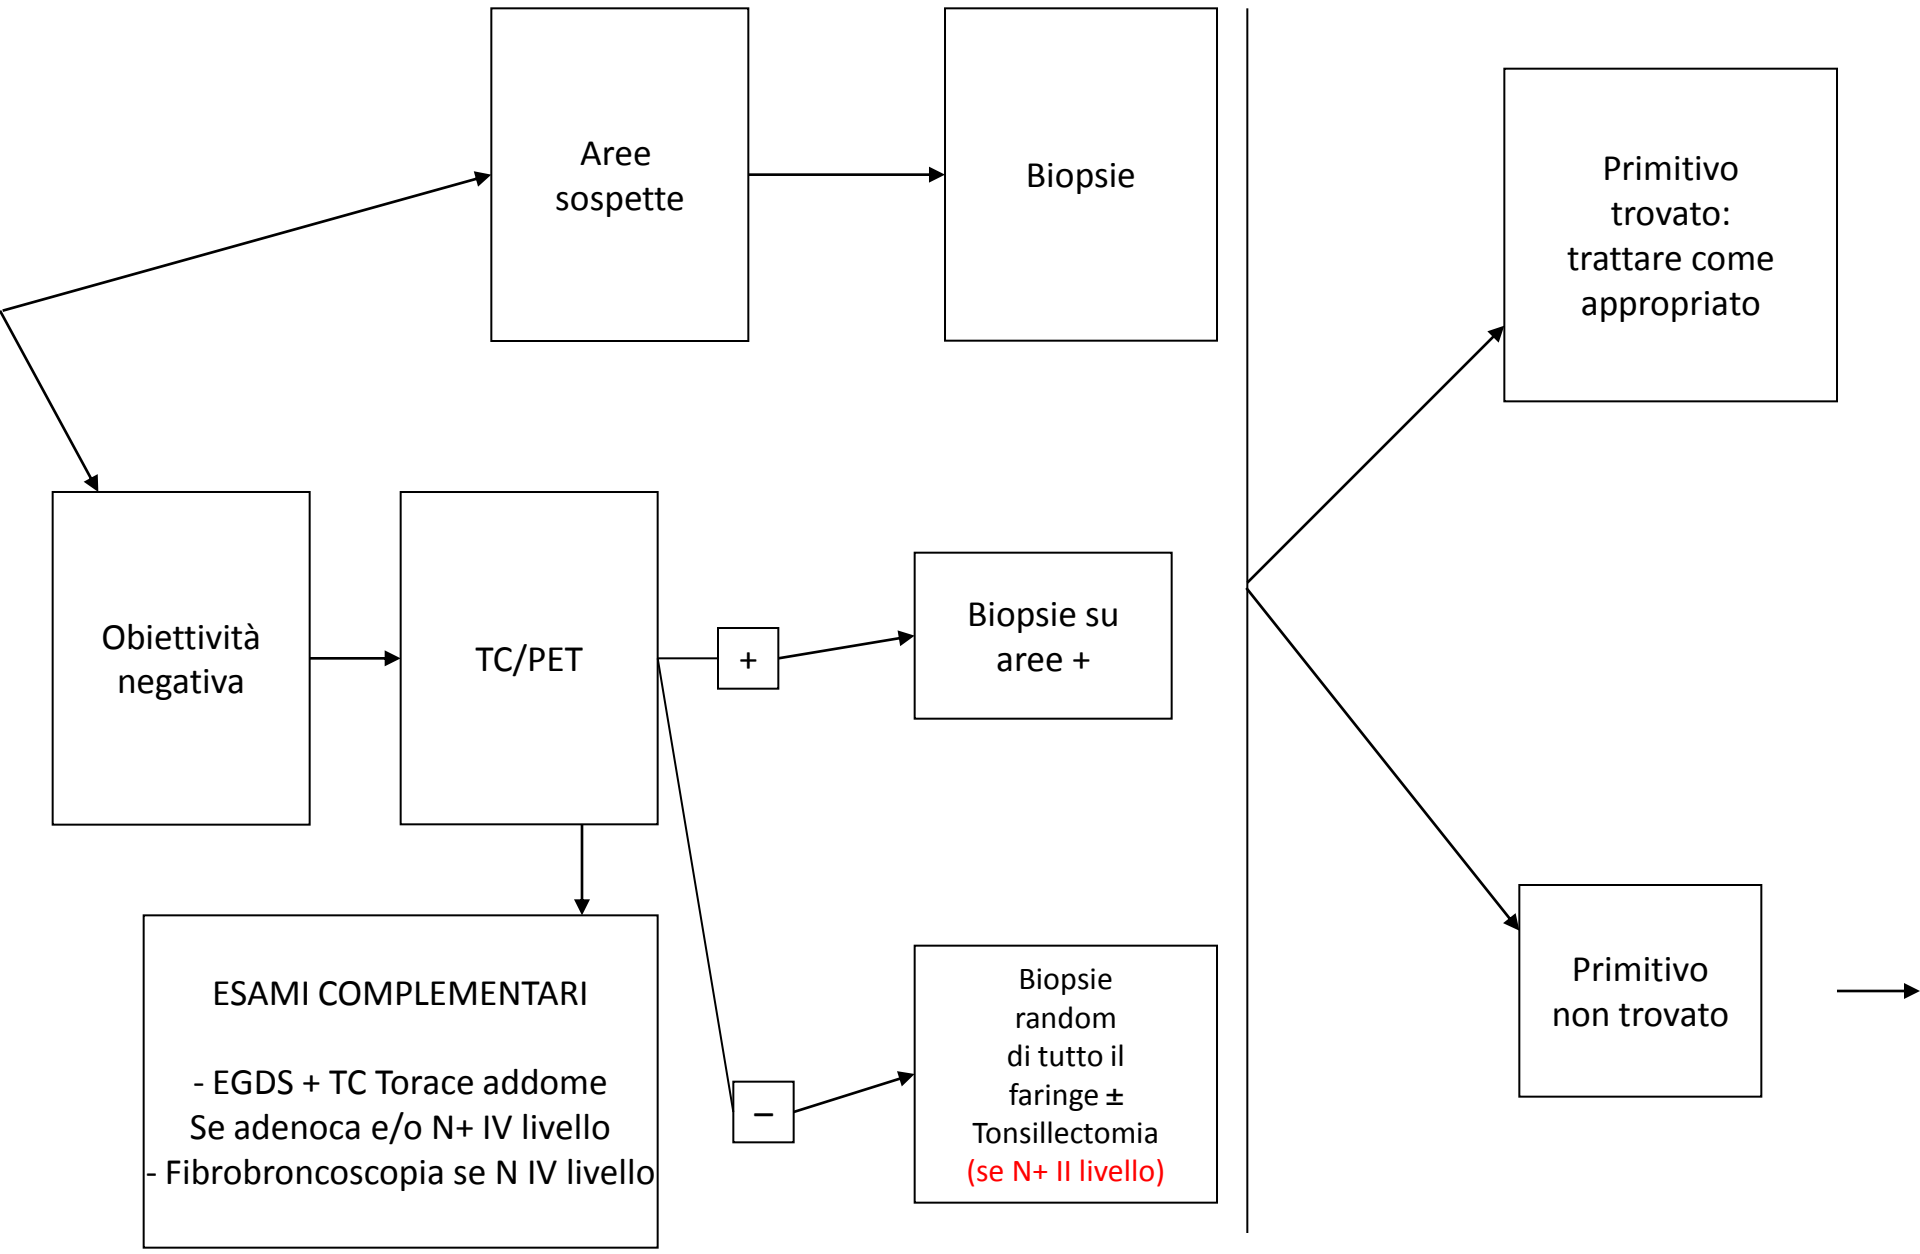 Aree
sospette
Biopsie
Primitivo
trovato:
trattare come
appropriato
Obiettività
negativa
TC/PET
+
Biopsie su
aree +
ESAMI COMPLEMENTARI
- EGDS + TC Torace addome
Se adenoca e/o N+ IV livello
- Fibrobroncoscopia se N IV livello
–
Biopsie
random
di tutto il
faringe ±
Tonsillectomia
(se N+ II livello)
Primitivo
non trovato